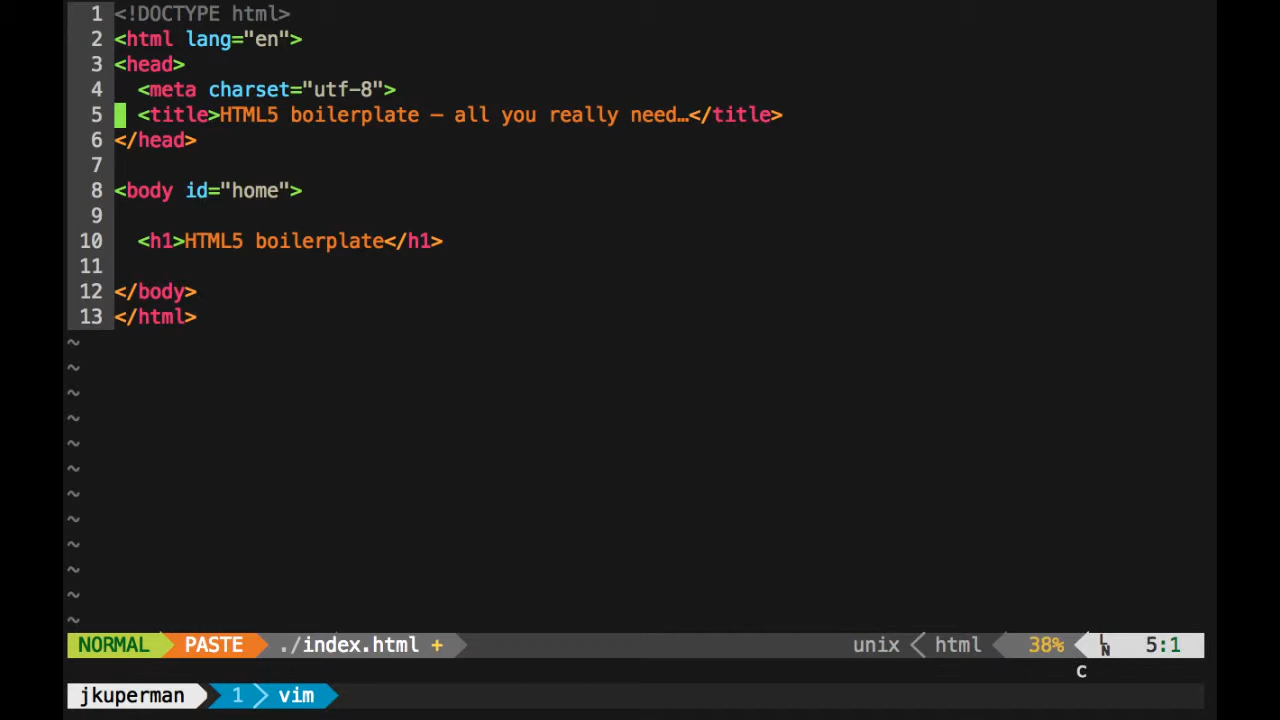 1 <!DOCTYPE html>
2 <html lang="en">
3 <head>
4   <meta charset="utf-8">
5   <title>HTML5 boilerplate – all you really need…</title>
6 </head>
7
8 <body id="home">
9
10   <h1>HTML5 boilerplate</h1>
11
12 </body>
13 </html>
~
~
~
~
~
~
~
~
~
~
~
~
NORMAL PASTE ./index.html + unix html 38% LN 5:1
c
jkuperman 1 vim